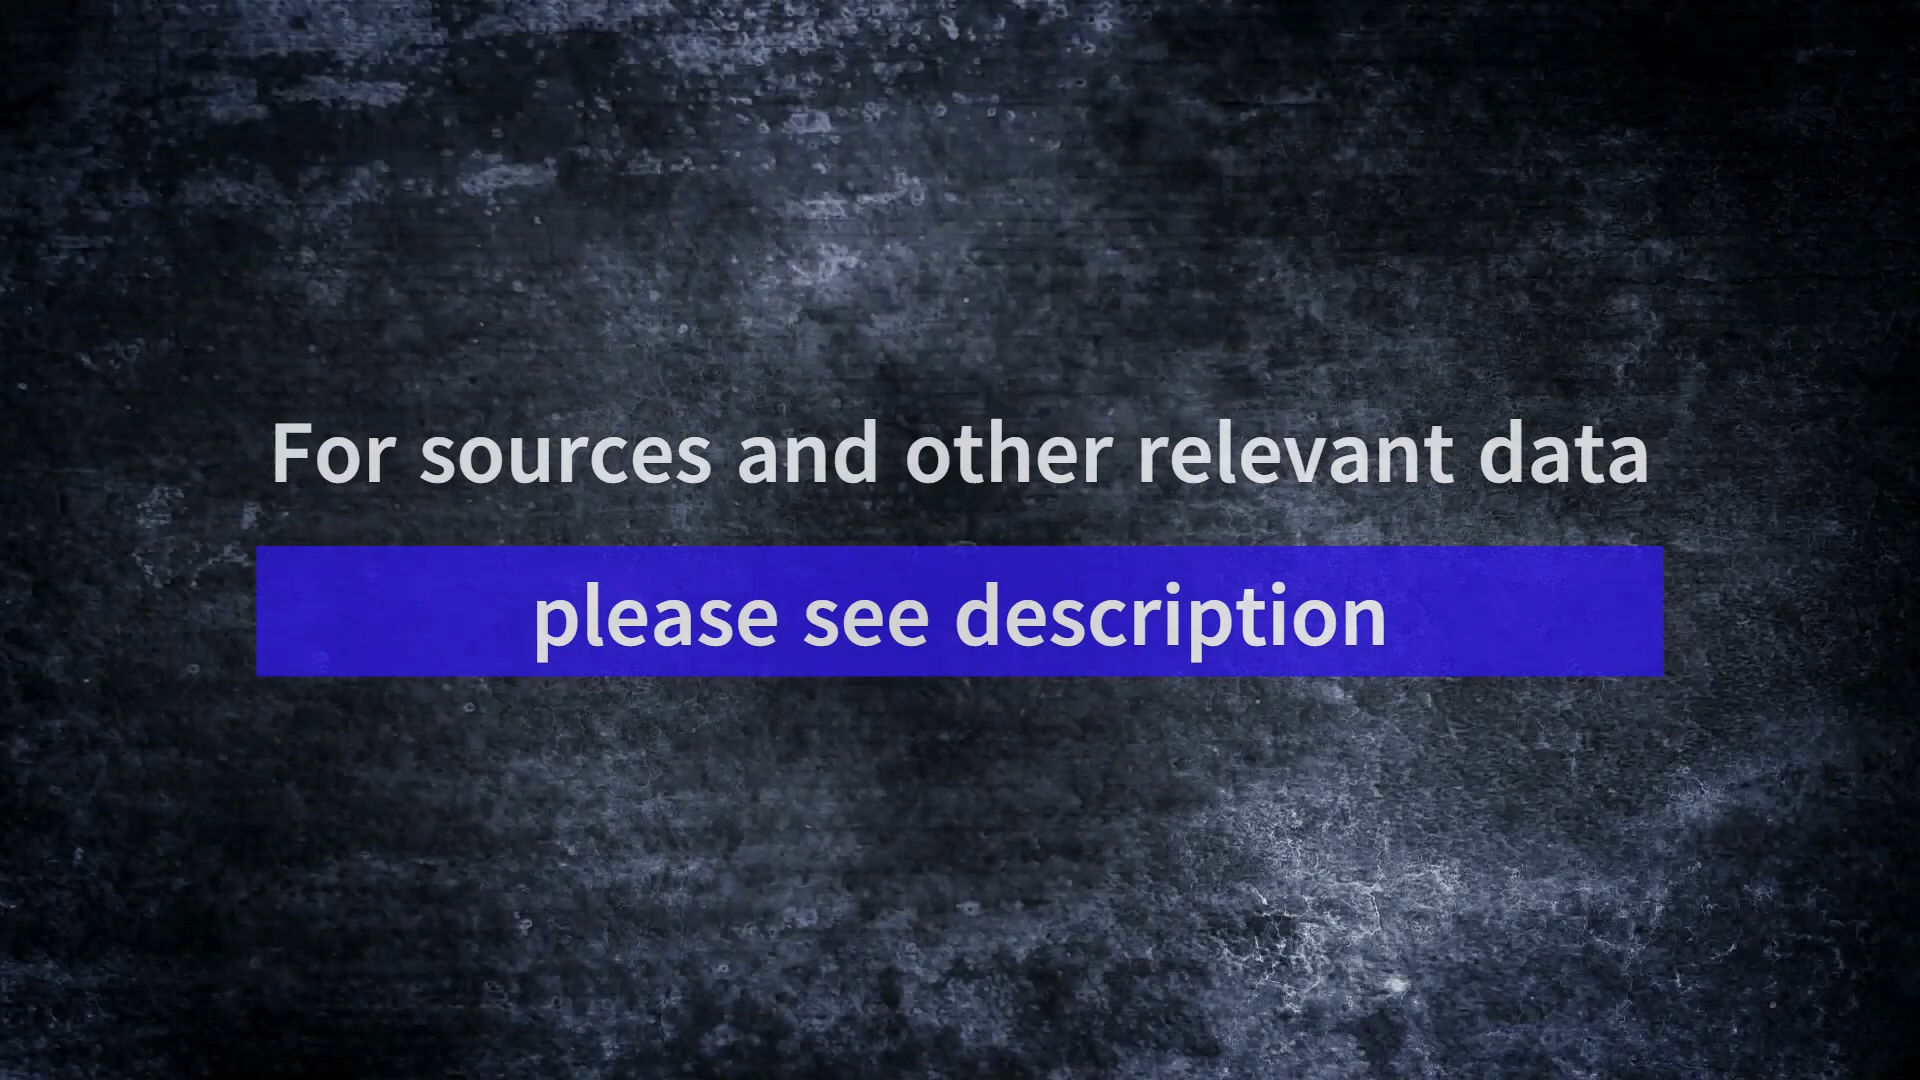 For sources and other relevant data
please see description